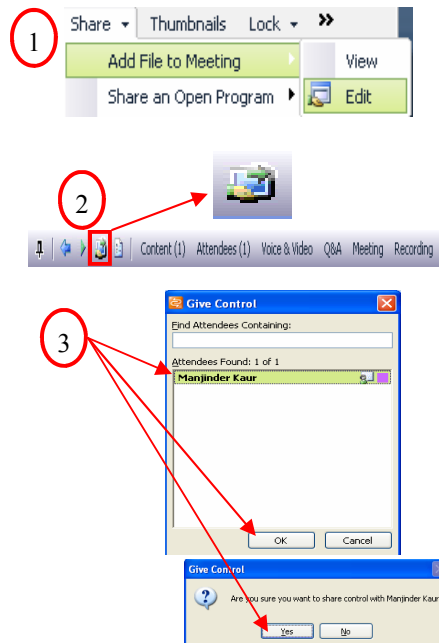 1
Share Thumbnails Lock »
Add File to Meeting View
Share an Open Program Edit
2
Content (1) Attendees (1) Voice & Video Q&A Meeting Recording
3
Give Control
Find Attendees Containing:
Attendees Found: 1 of 1
Manjinder Kaur
OK Cancel
Give Control
Are you sure you want to share control with Manjinder Kaur
Yes No